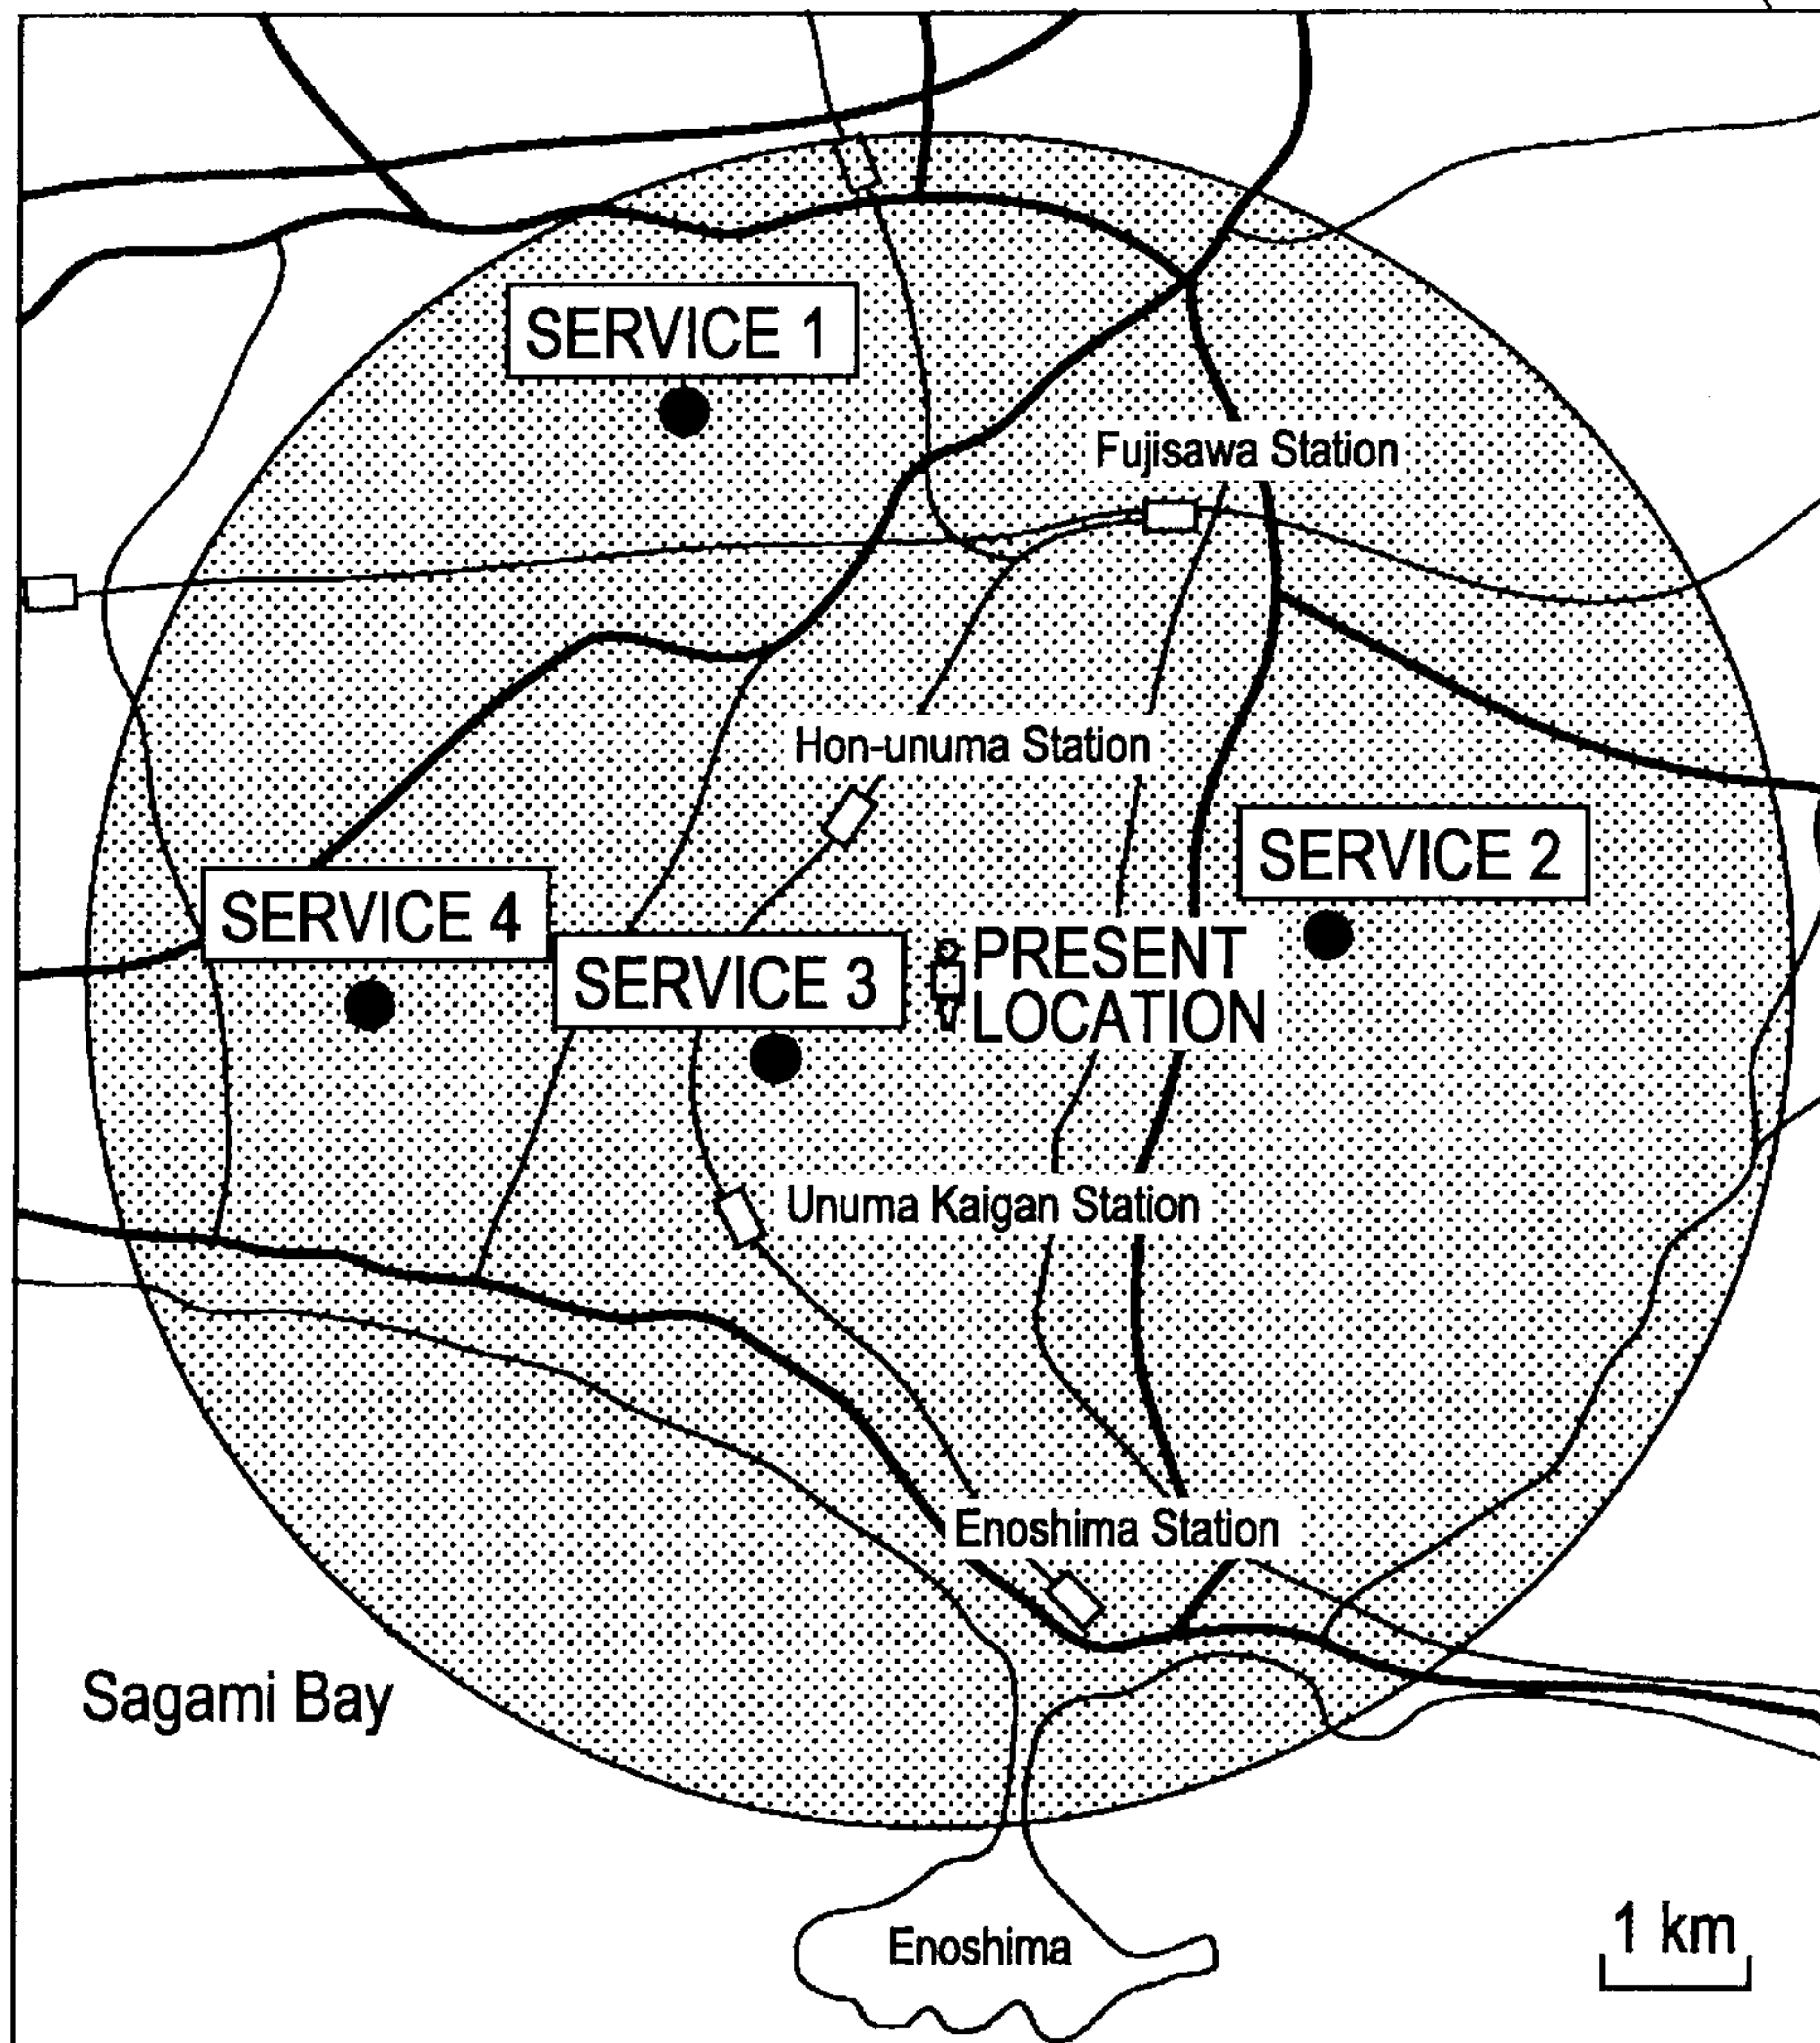 SERVICE 1
Fujisawa Station
Hon-unuma Station
SERVICE 2
SERVICE 4
SERVICE 3
PRESENT
LOCATION
Unuma Kaigan Station
Enoshima Station
Sagami Bay
Enoshima
1 km